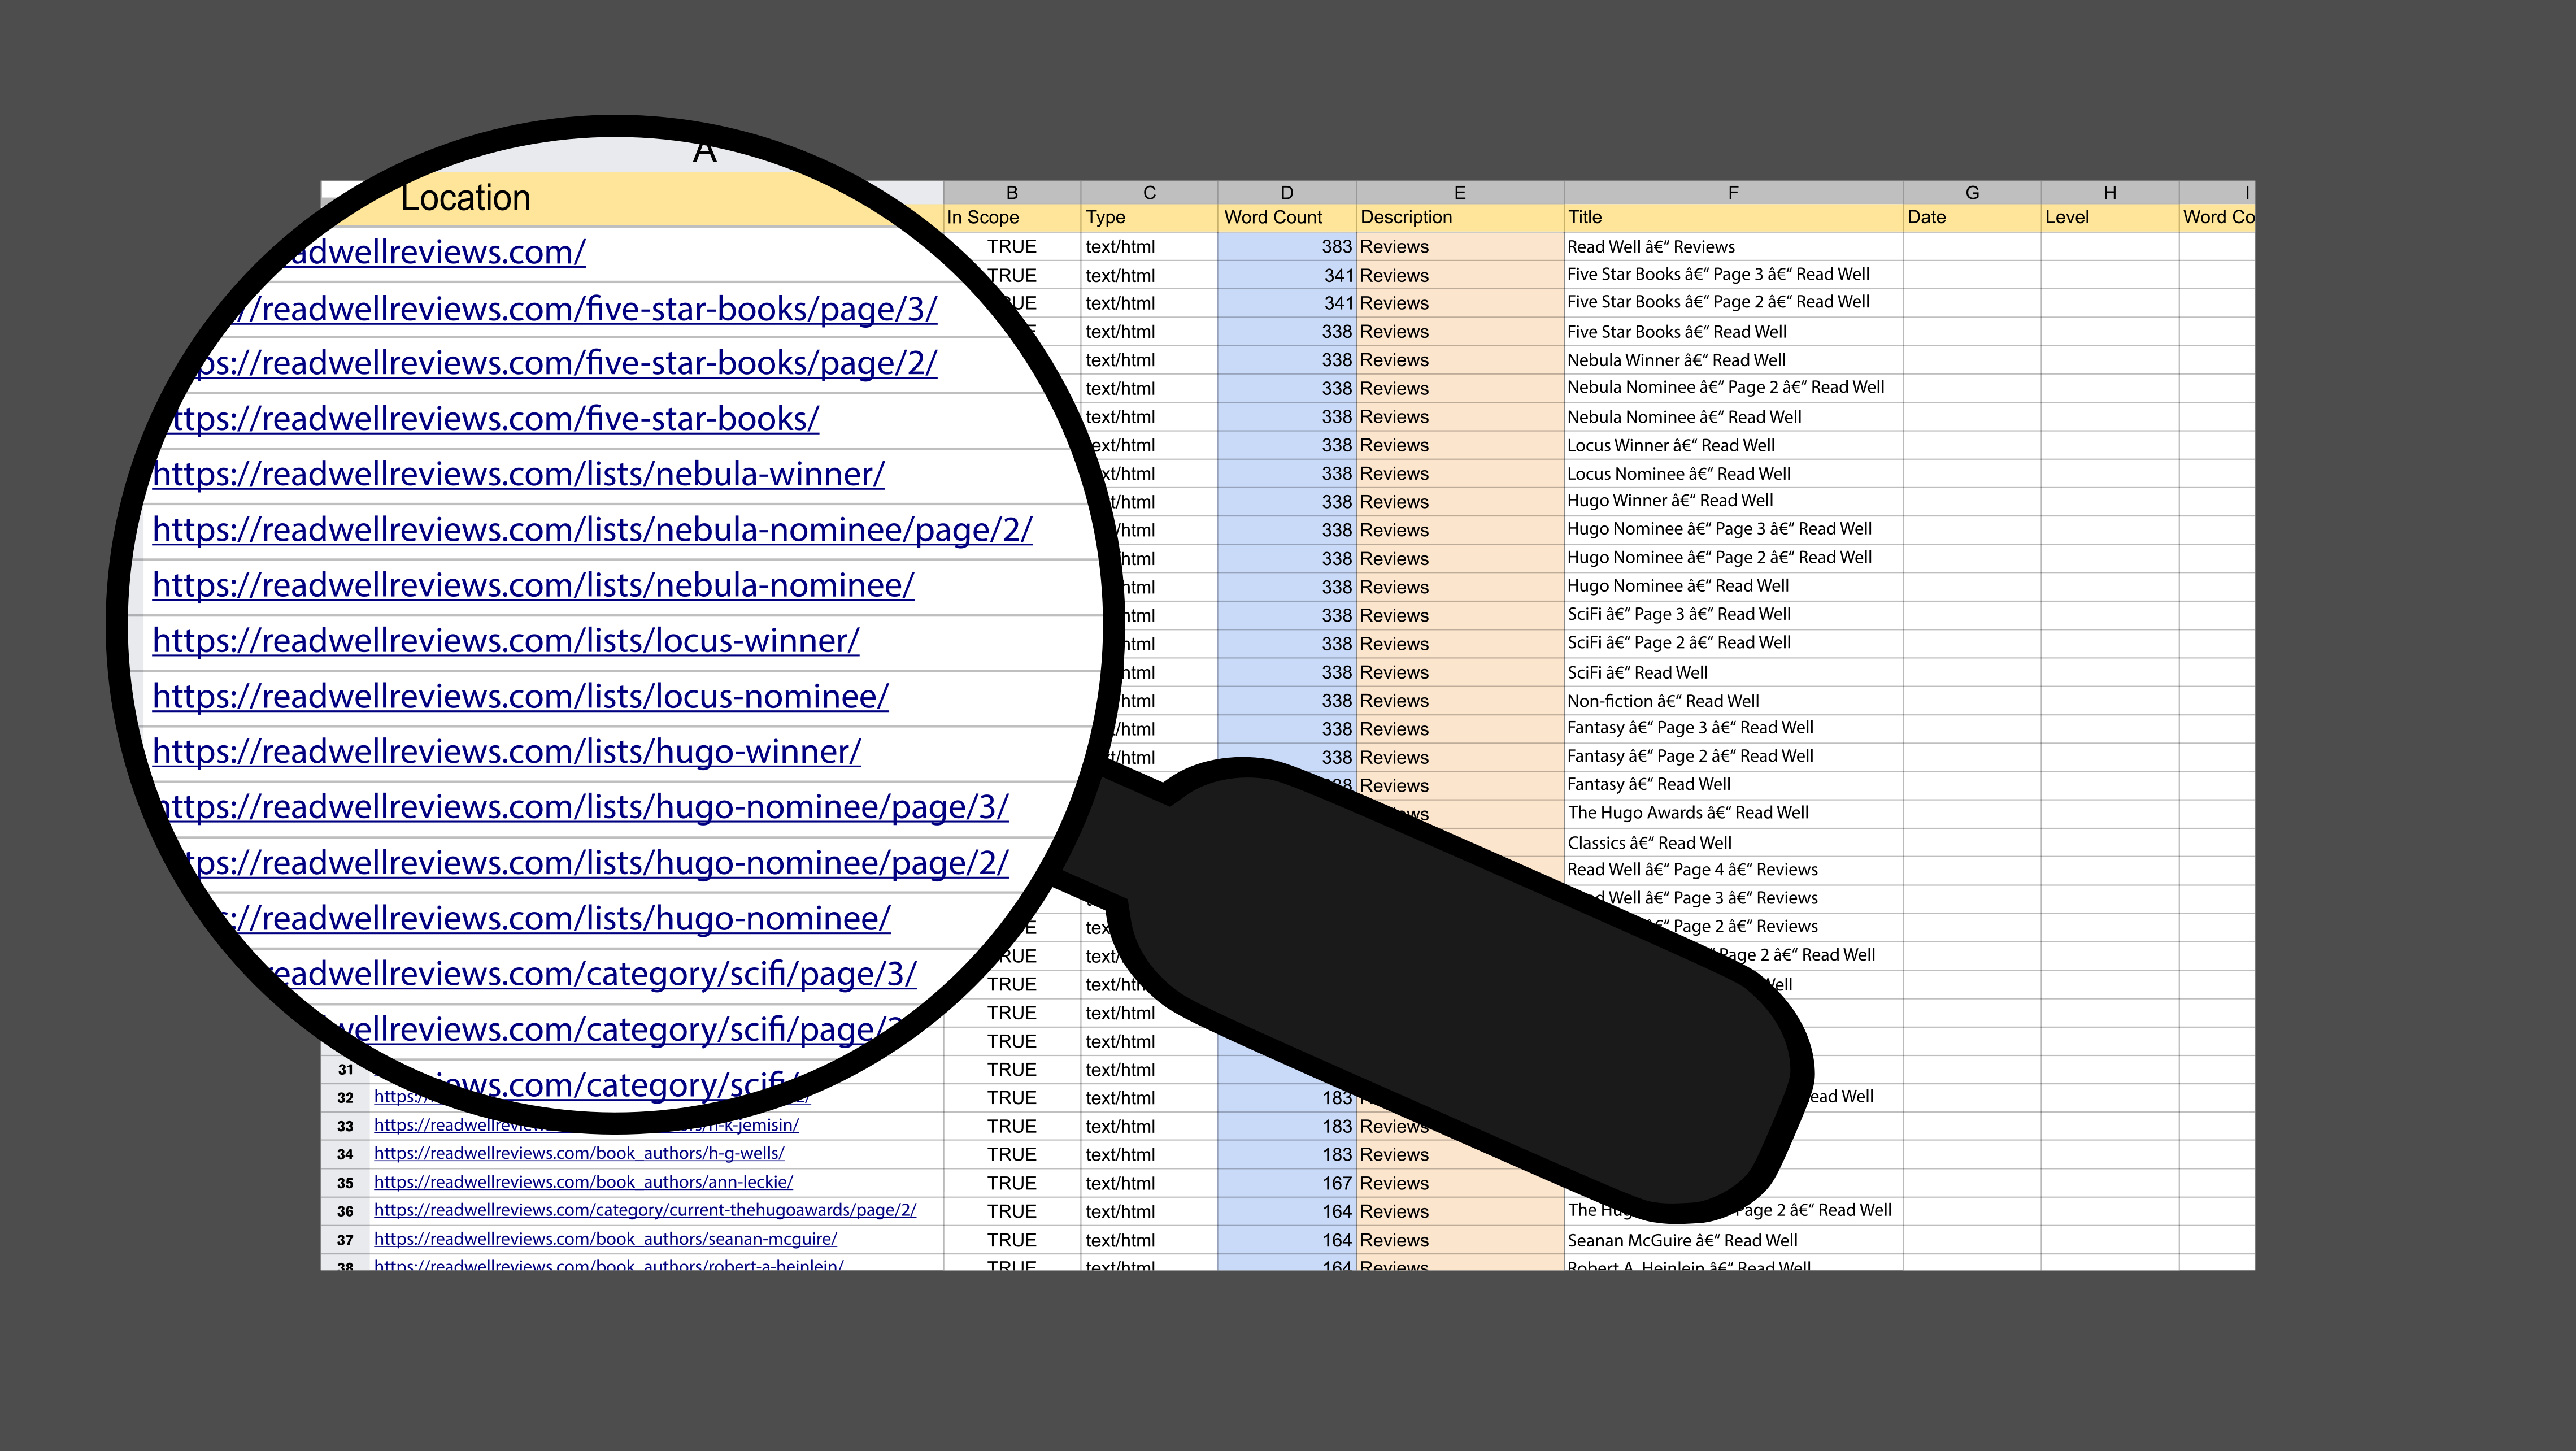 A B C D E F G H I
Location In Scope Type Word Count Description Title Date Level Word Co
adwellreviews.com/ TRUE text/html 383 Reviews Read Well â€“ Reviews
//readwellreviews.com/five-star-books/page/3/ TRUE text/html 341 Reviews Five Star Books â€“ Page 3 â€“ Read Well
ps://readwellreviews.com/five-star-books/page/2/ UE text/html 341 Reviews Five Star Books â€“ Page 2 â€“ Read Well
ttps://readwellreviews.com/five-star-books/ E text/html 338 Reviews Five Star Books â€“ Read Well
https://readwellreviews.com/lists/nebula-winner/ text/html 338 Reviews Nebula Winner â€“ Read Well
https://readwellreviews.com/lists/nebula-nominee/page/2/ text/html 338 Reviews Nebula Nominee â€“ Page 2 â€“ Read Well
https://readwellreviews.com/lists/nebula-nominee/ text/html 338 Reviews Nebula Nominee â€“ Read Well
https://readwellreviews.com/lists/locus-winner/ ext/html 338 Reviews Locus Winner â€“ Read Well
https://readwellreviews.com/lists/locus-nominee/ xt/html 338 Reviews Locus Nominee â€“ Read Well
https://readwellreviews.com/lists/hugo-winner/ t/html 338 Reviews Hugo Winner â€“ Read Well
https://readwellreviews.com/lists/hugo-nominee/page/3/ /html 338 Reviews Hugo Nominee â€“ Page 3 â€“ Read Well
tps://readwellreviews.com/lists/hugo-nominee/page/2/ html 338 Reviews Hugo Nominee â€“ Page 2 â€“ Read Well
://readwellreviews.com/lists/hugo-nominee/ html 338 Reviews Hugo Nominee â€“ Read Well
readwellreviews.com/category/scifi/page/3/ html 338 Reviews SciFi â€“ Page 3 â€“ Read Well
wellreviews.com/category/scifi/page/2 html 338 Reviews SciFi â€“ Page 2 â€“ Read Well
ews.com/category/scifi/ html 338 Reviews SciFi â€“ Read Well
html 338 Reviews Non-fiction â€“ Read Well
/html 338 Reviews Fantasy â€“ Page 3 â€“ Read Well
t/html 338 Reviews Fantasy â€“ Page 2 â€“ Read Well
38 Reviews Fantasy â€“ Read Well
ews The Hugo Awards â€“ Read Well
Classics â€“ Read Well
Read Well â€“ Page 4 â€“ Reviews
d Well â€“ Page 3 â€“ Reviews
E tex €“ Page 2 â€“ Reviews
RUE text/ Page 2 â€“ Read Well
TRUE text/htm Well
TRUE text/html
TRUE text/html
31 TRUE text/html
32 https:// TRUE text/html 183 ead Well
33 https://readwellreviews n-k-jemisin/ TRUE text/html 183 Reviews
34 https://readwellreviews.com/book_authors/h-g-wells/ TRUE text/html 183 Reviews
35 https://readwellreviews.com/book_authors/ann-leckie/ TRUE text/html 167 Reviews
36 https://readwellreviews.com/category/current-thehugoawards/page/2/ TRUE text/html 164 Reviews The Hug Page 2 â€“ Read Well
37 https://readwellreviews.com/book_authors/seanan-mcguire/ TRUE text/html 164 Reviews Seanan McGuire â€“ Read Well
38 https://readwellreviews.com/book_authors/robert-a-heinlein/ TRUE text/html 164 Reviews Robert A. Heinlein â€“ Read Well